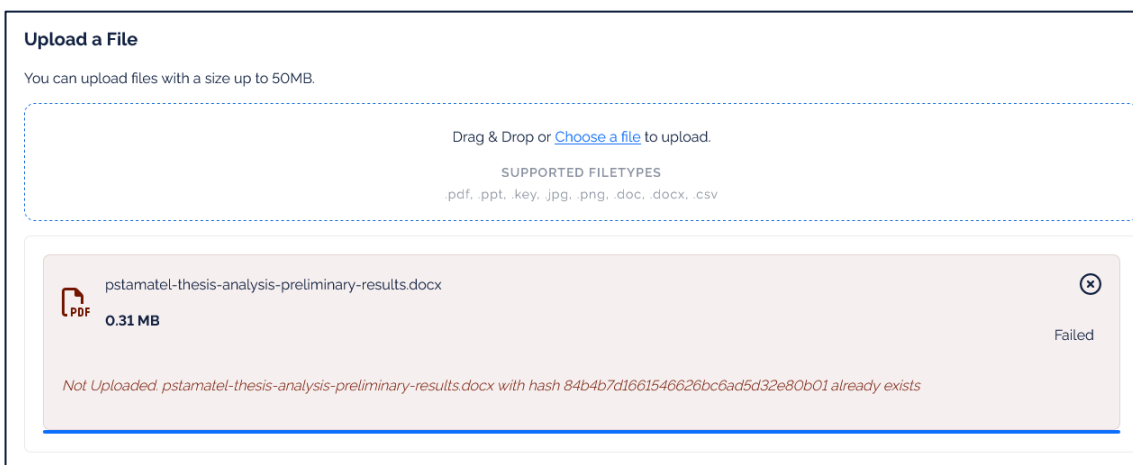 Upload a File
You can upload files with a size up to 50MB.
Drag & Drop or Choose a file to upload.
SUPPORTED FILETYPES
.pdf, .ppt, .key, .jpg, .png, .doc, .docx, .csv
pstamatel-thesis-analysis-preliminary-results.docx
PDF
0.31 MB
Failed
Not Uploaded. pstamatel-thesis-analysis-preliminary-results.docx with hash 84b4b7d1661546626bc6ad5d32e80b01 already exists